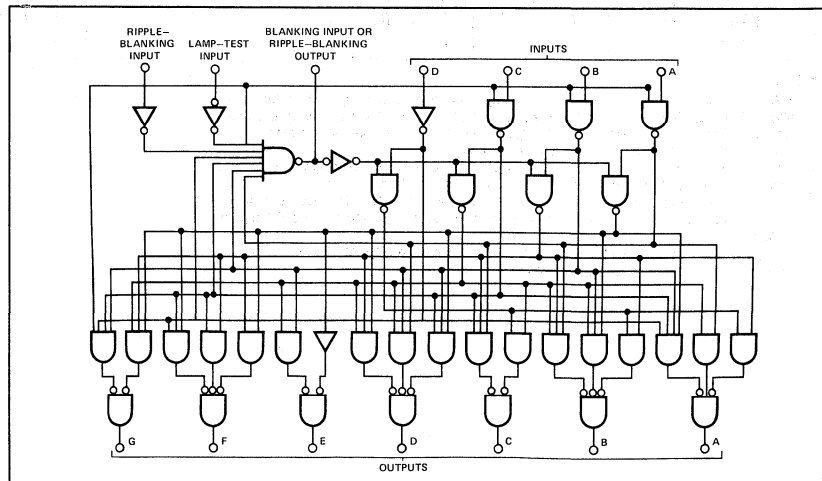 RIPPLE–
BLANKING
INPUT
LAMP–TEST
INPUT
BLANKING INPUT OR
RIPPLE–BLANKING
OUTPUT
INPUTS
D
C
B
A
G
F
E
D
C
B
A
OUTPUTS